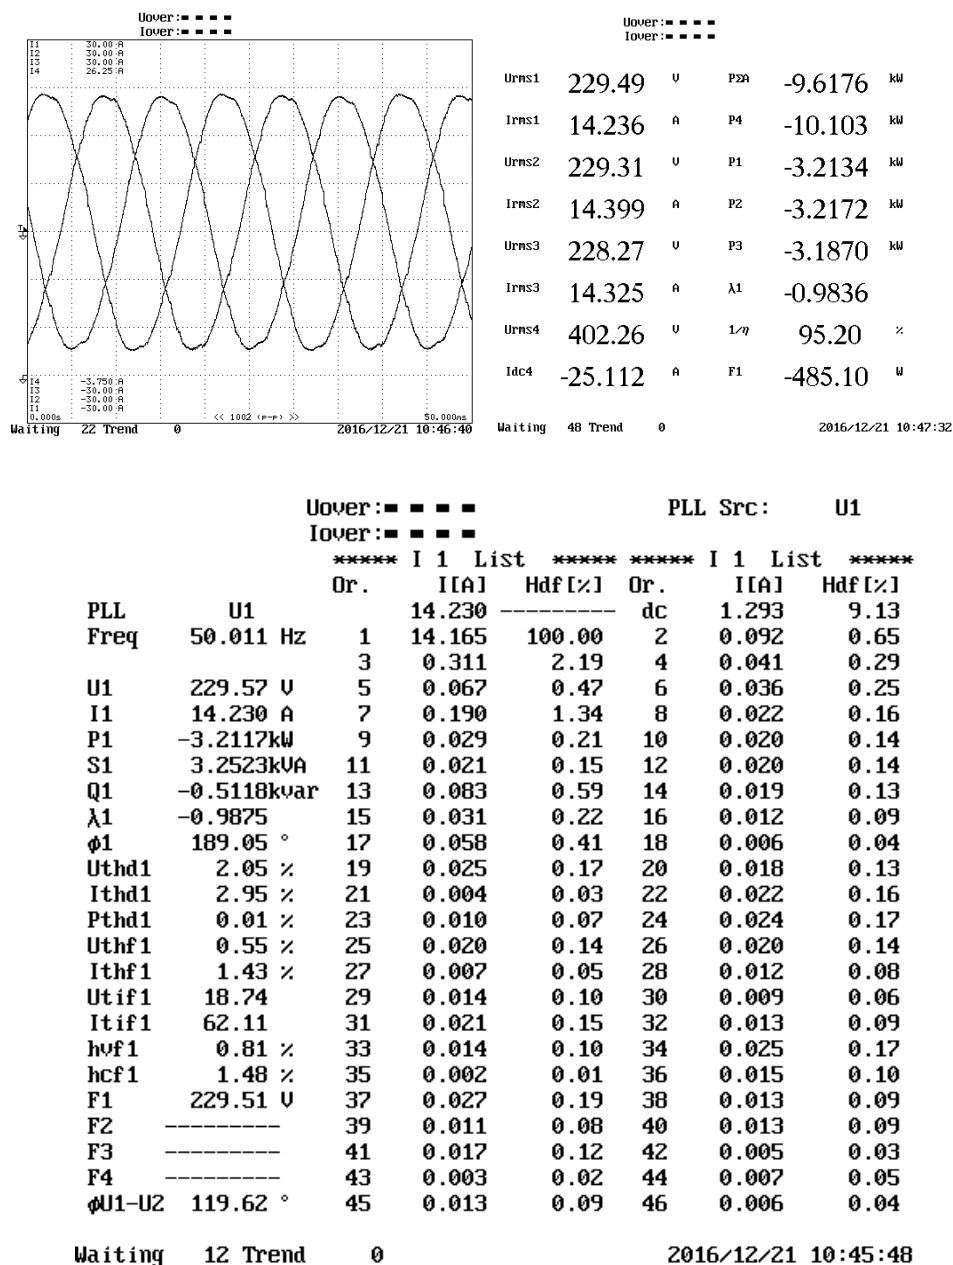 Uover:▬ ▬ ▬ ▬
Iover:▬ ▬ ▬ ▬
I1 30.00 A
I2 30.00 A
I3 30.00 A
I4 26.25 A
I4 -3.750 A
I3 -30.00 A
I2 -30.00 A
I1 -30.00 A
0.000s << 1002 (p-p) >> 50.000ms
Waiting 22 Trend 0 2016/12/21 10:46:40
Uover:▬ ▬ ▬ ▬
Iover:▬ ▬ ▬ ▬
Urms1 229.49 V PΣA -9.6176 kW
Irms1 14.236 A P4 -10.103 kW
Urms2 229.31 V P1 -3.2134 kW
Irms2 14.399 A P2 -3.2172 kW
Urms3 228.27 V P3 -3.1870 kW
Irms3 14.325 A λ1 -0.9836
Urms4 402.26 V 1/η 95.20 %
Idc4 -25.112 A F1 -485.10 W
Waiting 48 Trend 0 2016/12/21 10:47:32
Uover:▬ ▬ ▬ ▬ PLL Src: U1
Iover:▬ ▬ ▬ ▬
***** I 1 List ***** ***** I 1 List *****
Or. I[A] Hdf[%] Or. I[A] Hdf[%]
PLL U1 14.230 --------- dc 1.293 9.13
Freq 50.011 Hz 1 14.165 100.00 2 0.092 0.65
3 0.311 2.19 4 0.041 0.29
U1 229.57 V 5 0.067 0.47 6 0.036 0.25
I1 14.230 A 7 0.190 1.34 8 0.022 0.16
P1 -3.2117kW 9 0.029 0.21 10 0.020 0.14
S1 3.2523kVA 11 0.021 0.15 12 0.020 0.14
Q1 -0.5118kvar 13 0.083 0.59 14 0.019 0.13
λ1 -0.9875 15 0.031 0.22 16 0.012 0.09
ϕ1 189.05 ° 17 0.058 0.41 18 0.006 0.04
Uthd1 2.05 % 19 0.025 0.17 20 0.018 0.13
Ithd1 2.95 % 21 0.004 0.03 22 0.022 0.16
Pthd1 0.01 % 23 0.010 0.07 24 0.024 0.17
Uthf1 0.55 % 25 0.020 0.14 26 0.020 0.14
Ithf1 1.43 % 27 0.007 0.05 28 0.012 0.08
Utif1 18.74 29 0.014 0.10 30 0.009 0.06
Itif1 62.11 31 0.021 0.15 32 0.013 0.09
hvf1 0.81 % 33 0.014 0.10 34 0.025 0.17
hcf1 1.48 % 35 0.002 0.01 36 0.015 0.10
F1 229.51 V 37 0.027 0.19 38 0.013 0.09
F2 --------- 39 0.011 0.08 40 0.013 0.09
F3 --------- 41 0.017 0.12 42 0.005 0.03
F4 --------- 43 0.003 0.02 44 0.007 0.05
ϕU1-U2 119.62 ° 45 0.013 0.09 46 0.006 0.04
Waiting 12 Trend 0 2016/12/21 10:45:48